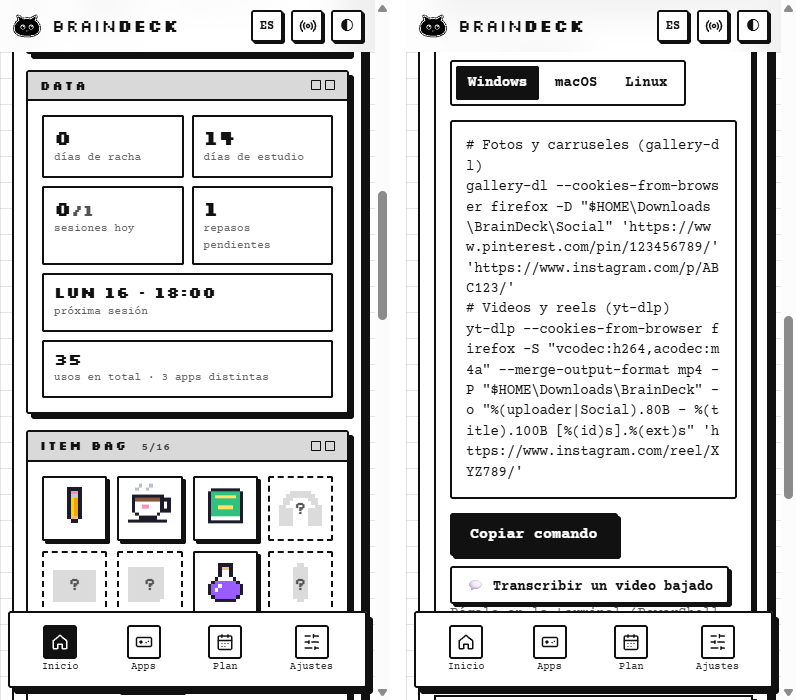 BRAINDECK
ES
DATA
0
días de racha
14
días de estudio
0/1
sesiones hoy
1
repasos
pendientes
LUN 16 - 18:00
próxima sesión
35
usos en total · 3 apps distintas
ITEM BAG 5/16
?
?
?
?
Inicio
Apps
Plan
Ajustes
BRAINDECK
ES
Windows
macOS
Linux
# Fotos y carruseles (gallery-d
l)
gallery-dl --cookies-from-brows
er firefox -D "$HOME\Downloads
\BrainDeck\Social" 'https://ww
w.pinterest.com/pin/123456789/'
'https://www.instagram.com/p/AB
C123/'
# Videos y reels (yt-dlp)
yt-dlp --cookies-from-browser f
irefox -S "vcodec:h264,acodec:m
4a" --merge-output-format mp4 -
P "$HOME\Downloads\BrainDeck" -
o "%(uploader|Social).80B - %(t
itle).100B [%(id)s].%(ext)s" 'h
ttps://www.instagram.com/reel/X
YZ789/'
Copiar comando
Transcribir un video bajado
Inicio
Apps
Plan
Ajustes